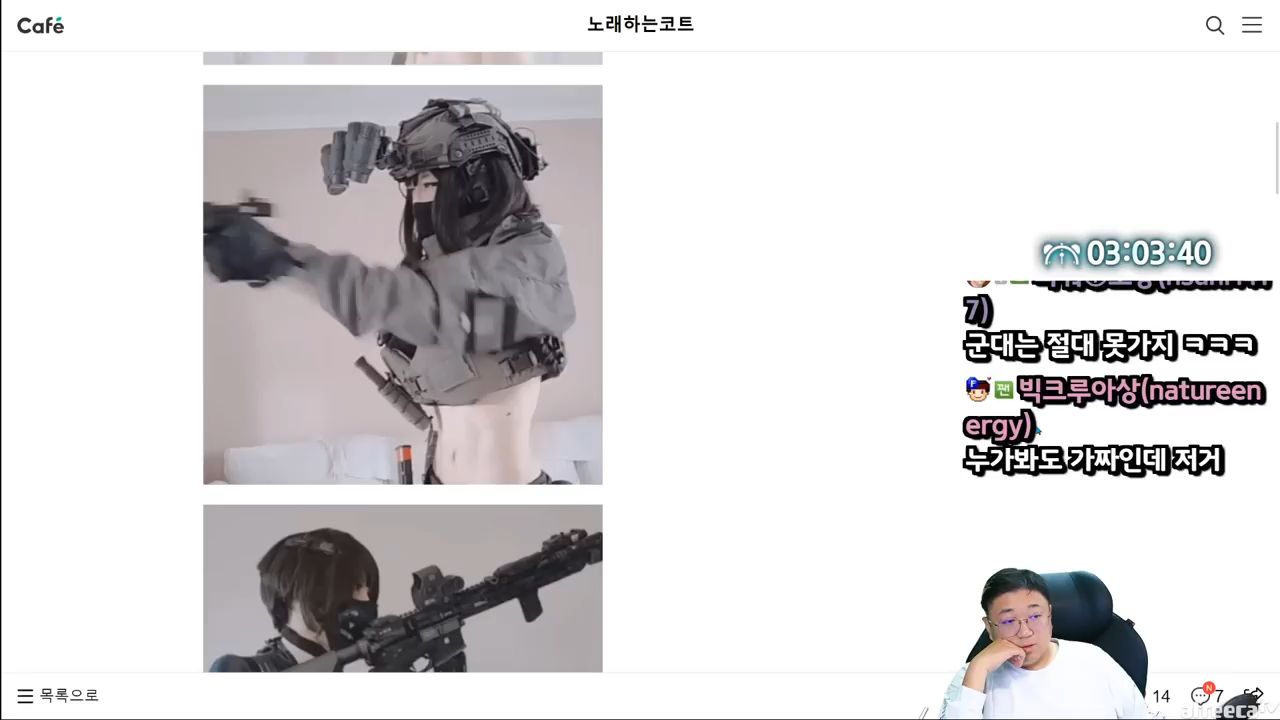 Café
노래하는코트
03:03:40
7)
군대는 절대 못가지 ㅋㅋㅋ
F 팬 빅크루아상(natureen
ergy)
누가봐도 가짜인데 저거
목록으로
14
N
7
afreecaTV